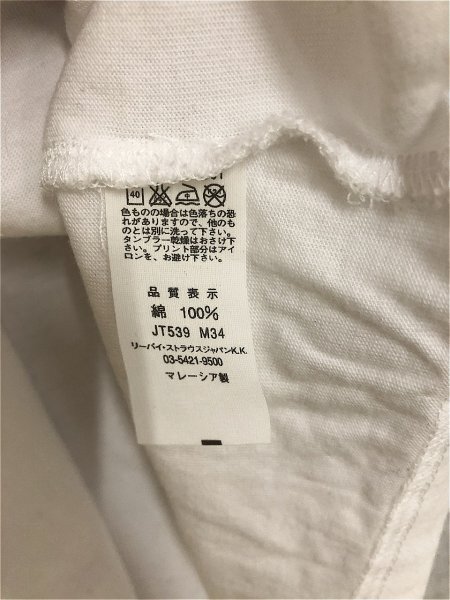 40
色ものの場合は色落ちの恐
れがありますので、他のも
のとは別に洗って下さい。
タンブラー乾燥はおさけ下
さい。プリント部分はアイ
ロンを、お避け下さい。
品質表示
綿 100%
JT539 M34
リーバイ・ストラウスジャパンK.K.
03-5421-9500
マレーシア製